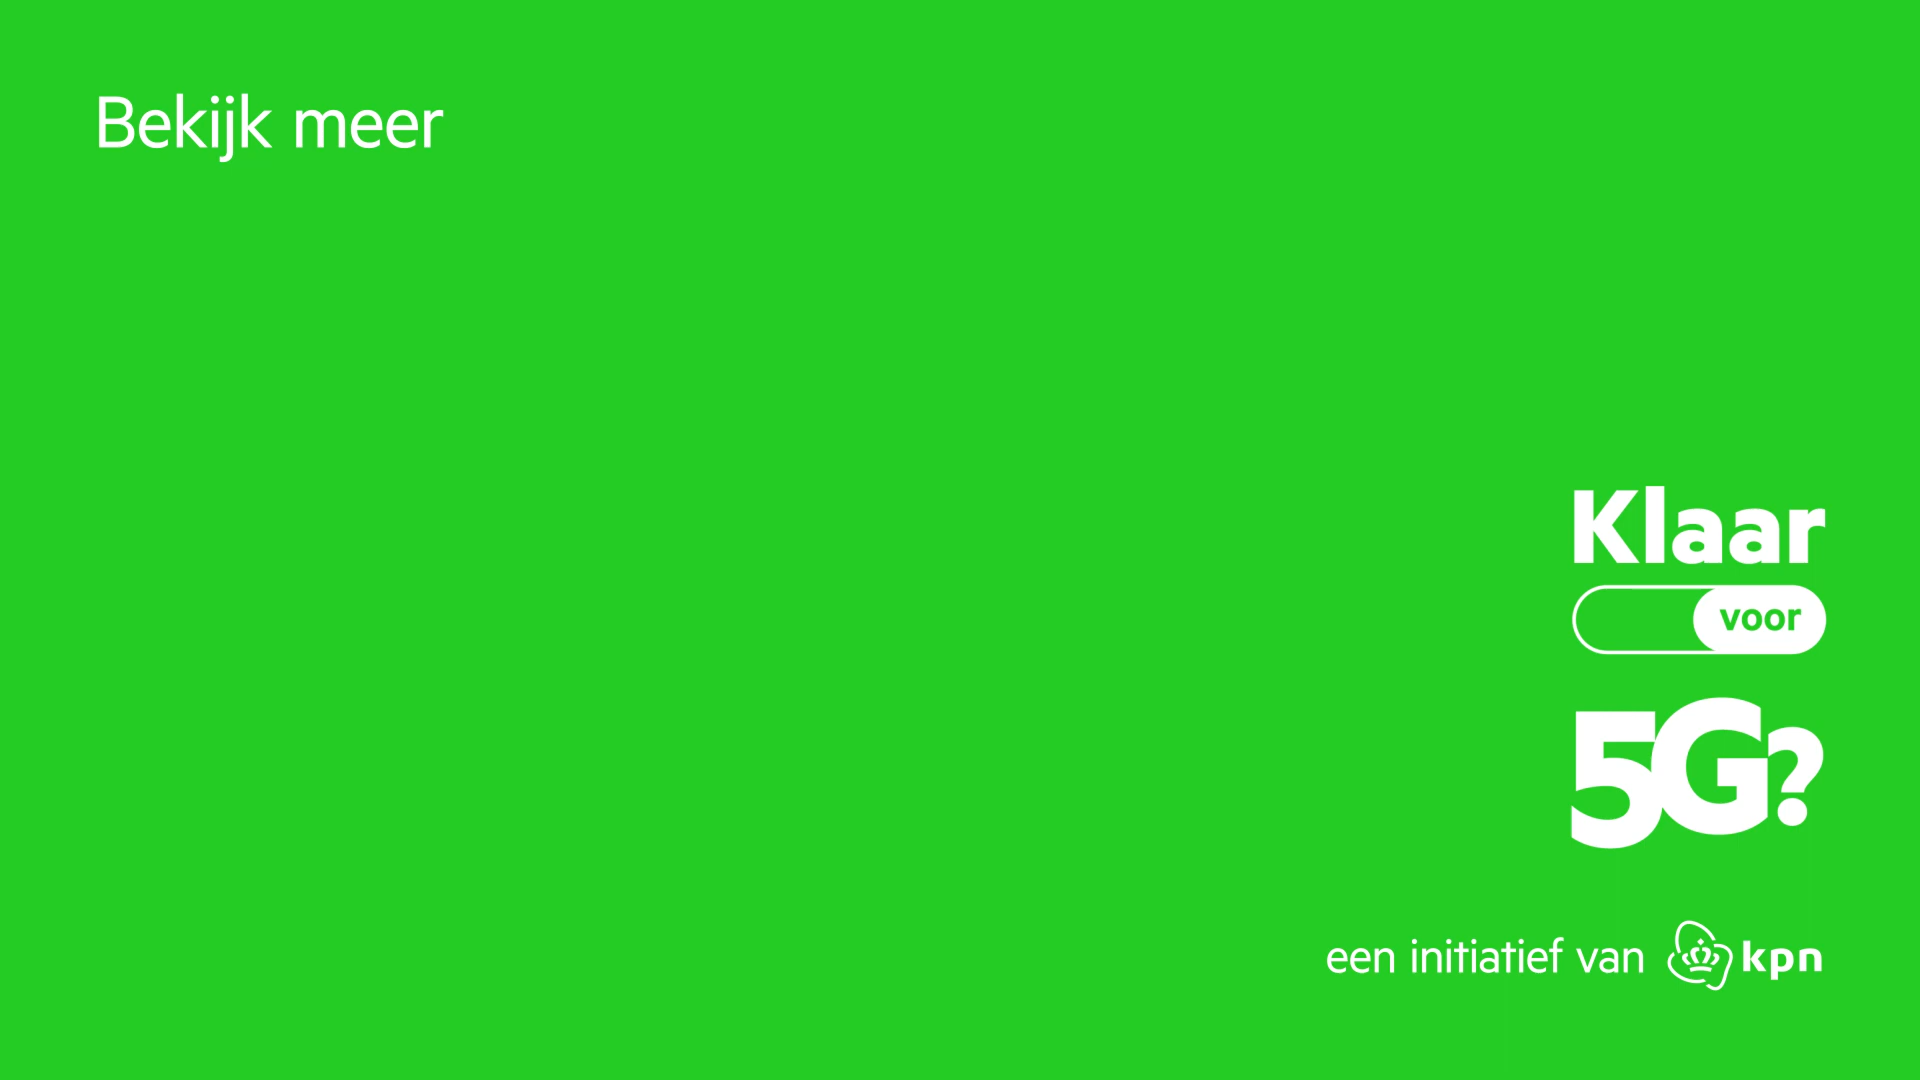 Bekijk meer
Klaar
voor
5G?
een initiatief van kpn